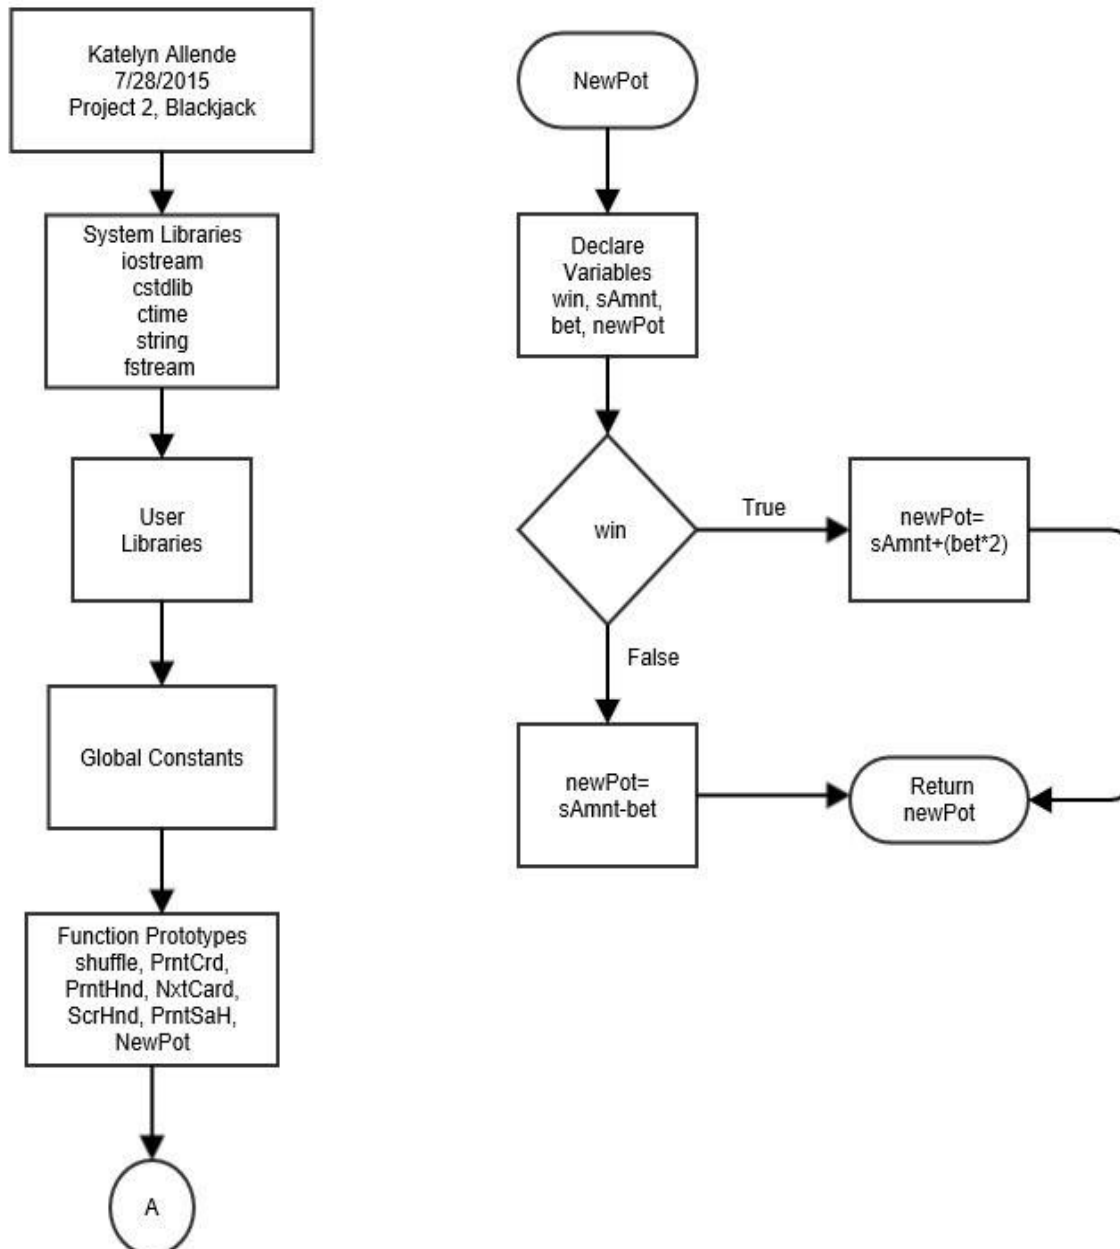 Katelyn Allende
7/28/2015
Project 2, Blackjack
System Libraries
iostream
cstdlib
ctime
string
fstream
User
Libraries
Global Constants
Function Prototypes
shuffle, PrntCrd,
PrntHnd, NxtCard,
ScrHnd, PrntSaH,
NewPot
A
NewPot
Declare
Variables
win, sAmnt,
bet, newPot
win
True
newPot=
sAmnt+(bet*2)
False
newPot=
sAmnt-bet
Return
newPot